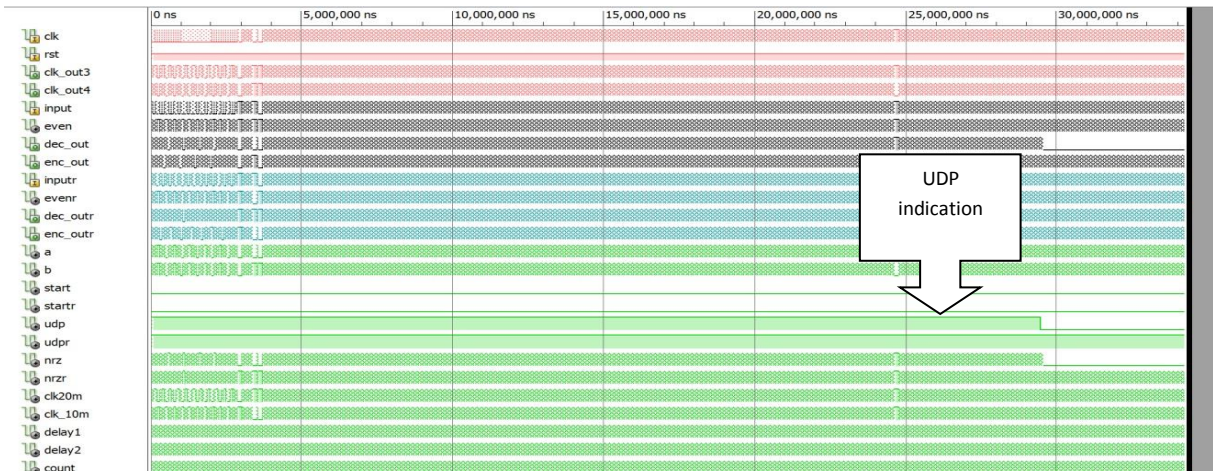 0 ns 5,000,000 ns 10,000,000 ns 15,000,000 ns 20,000,000 ns 25,000,000 ns 30,000,000 ns
clk
rst
clk_out3
clk_out4
input
even
dec_out
enc_out
inputr
evenr
dec_outr
enc_outr
a
b
start
startr
udp
udpr
nrz
nrzr
clk20m
clk_10m
delay1
delay2
count
UDP
indication